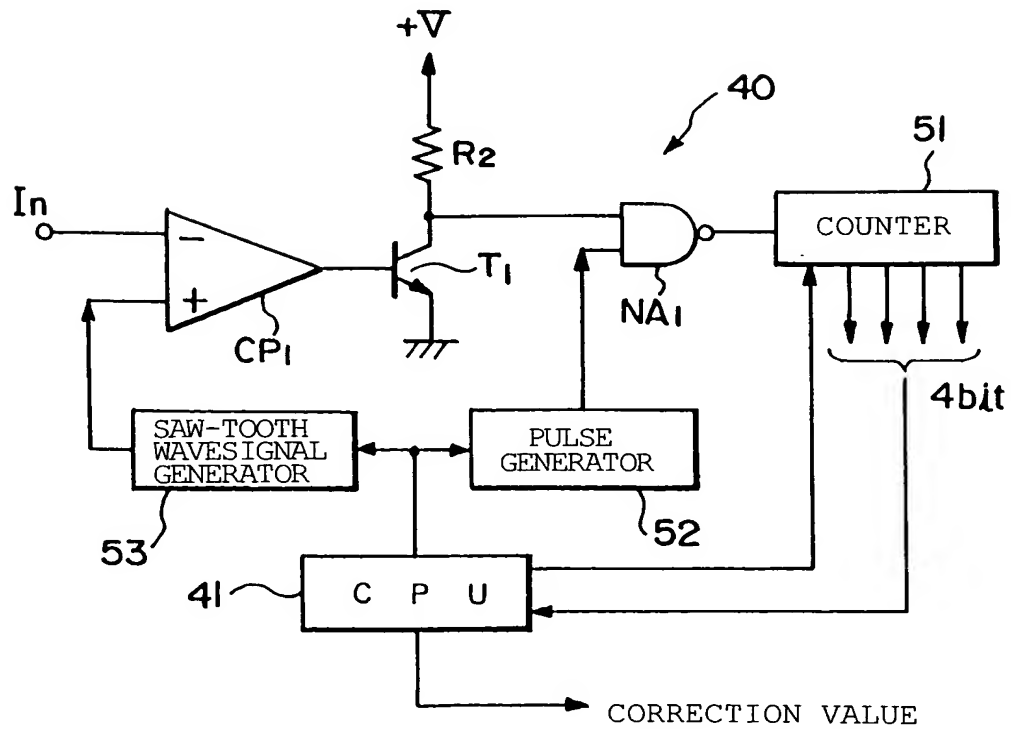 +V
40
51
R2
In
COUNTER
−
T1
NA1
+
CP1
4bit
SAW-TOOTH
WAVESIGNAL
GENERATOR
PULSE
GENERATOR
53
52
41
C P U
CORRECTION VALUE